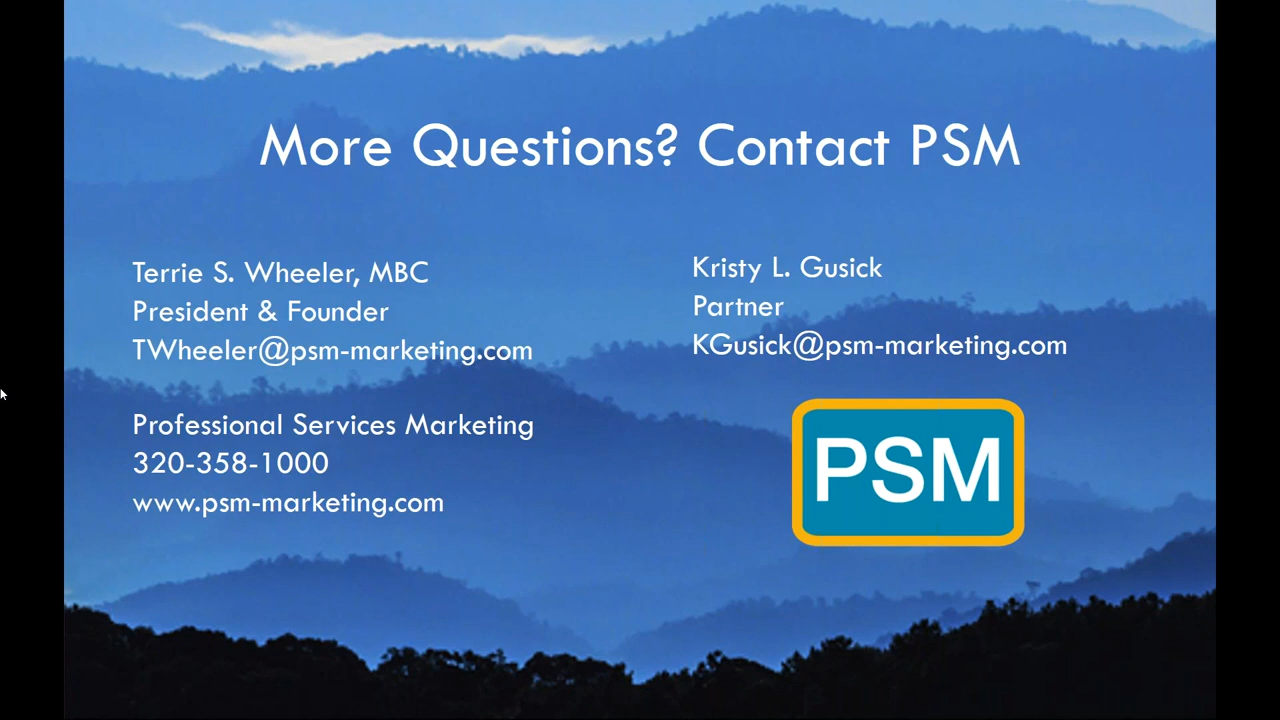 More Questions? Contact PSM
Terrie S. Wheeler, MBC
President & Founder
TWheeler@psm-marketing.com
Professional Services Marketing
320-358-1000
www.psm-marketing.com
Kristy L. Gusick
Partner
KGusick@psm-marketing.com
PSM